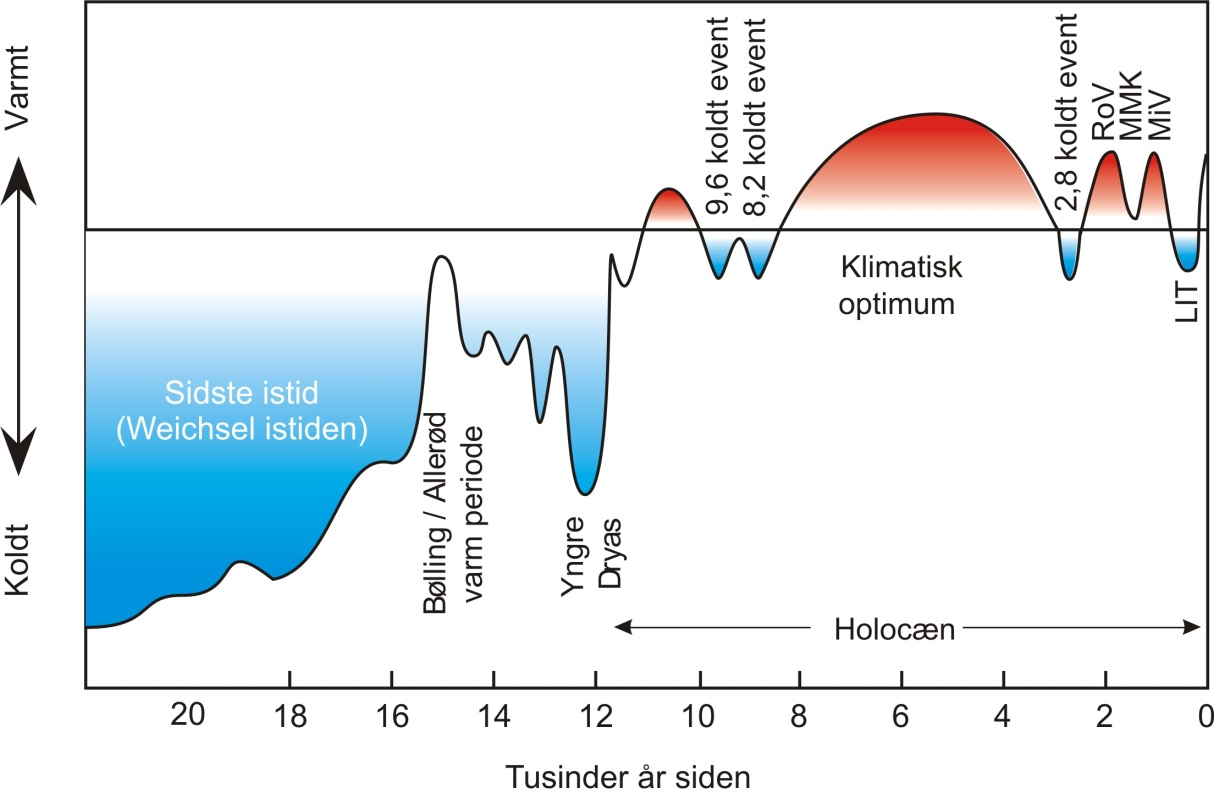 Varmt
Koldt
9,6 koldt event
8,2 koldt event
2,8 koldt event
RoV
MMK
MiV
Klimatisk
optimum
LIT
Sidste istid
(Weichsel istiden)
Bølling / Allerød
varm periode
Yngre
Dryas
Holocæn
20 18 16 14 12 10 8 6 4 2 0
Tusinder år siden